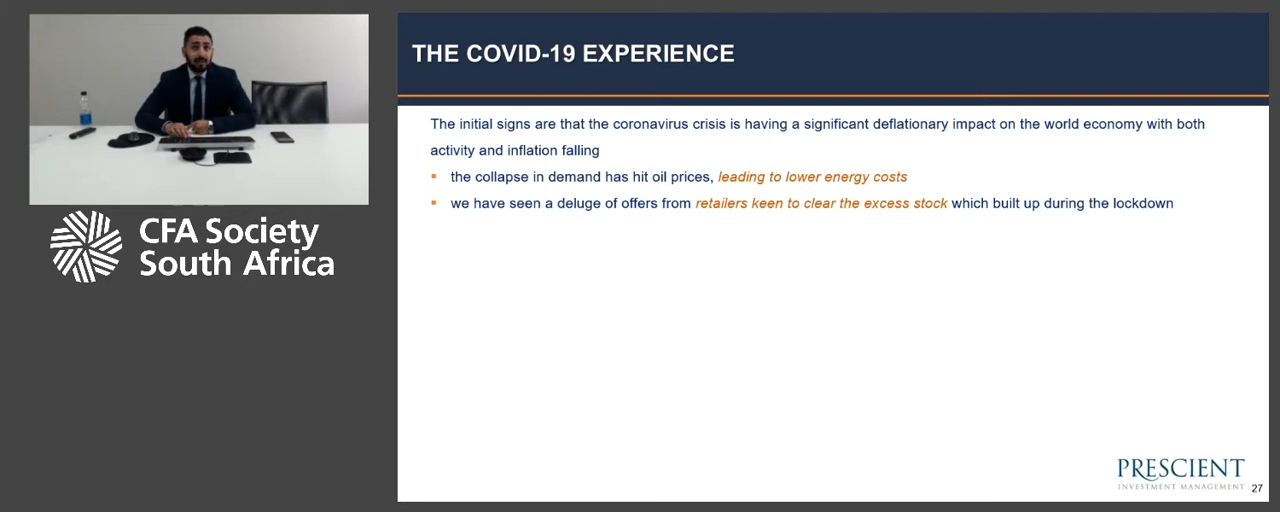 THE COVID-19 EXPERIENCE
The initial signs are that the coronavirus crisis is having a significant deflationary impact on the world economy with both
activity and inflation falling
the collapse in demand has hit oil prices, leading to lower energy costs
we have seen a deluge of offers from retailers keen to clear the excess stock which built up during the lockdown
CFA Society
South Africa
PRESCIENT
INVESTMENT MANAGEMENT
27